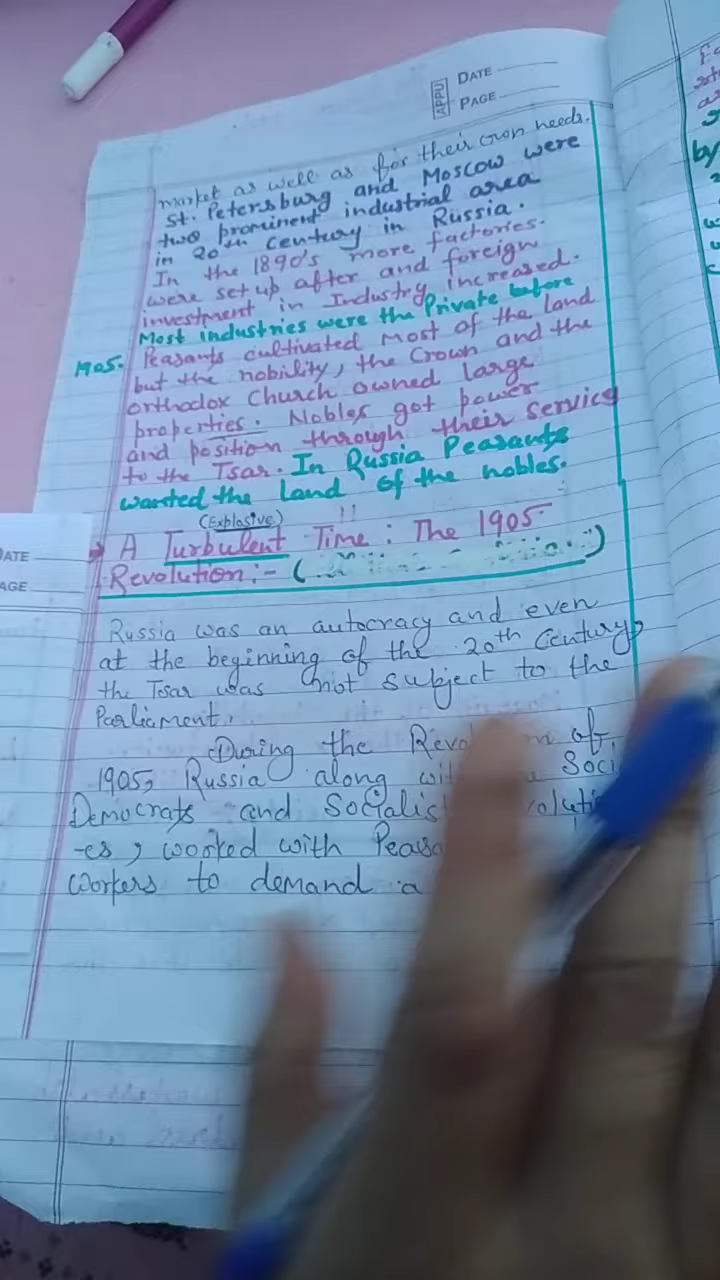 APPU
DATE
PAGE
market as well as for their own needs.
St. Petersburg and Moscow were
two prominent industrial area
in 20th Century in Russia.
In the 1890's more factories.
were set up after and foreign
investment in Industry increased.
Most industries were the Private before
1905. Peasants cultivated most of the land
but the nobility, the Crown and the
orthodox Church owned large
properties. Nobles got power
and position through their service
to the Tsar. In Russia Peasants
wanted the Land of the nobles.
(Explosive)
A Turbulent Time: The 1905
Revolution:-
Russia was an autocracy and even
at the beginning of the 20th Century,
the Tsar was not subject to the
Parliament.
During the of
1905, Russia along
Democrats and
-es, worked with
workers to demand a
ATE
AGE